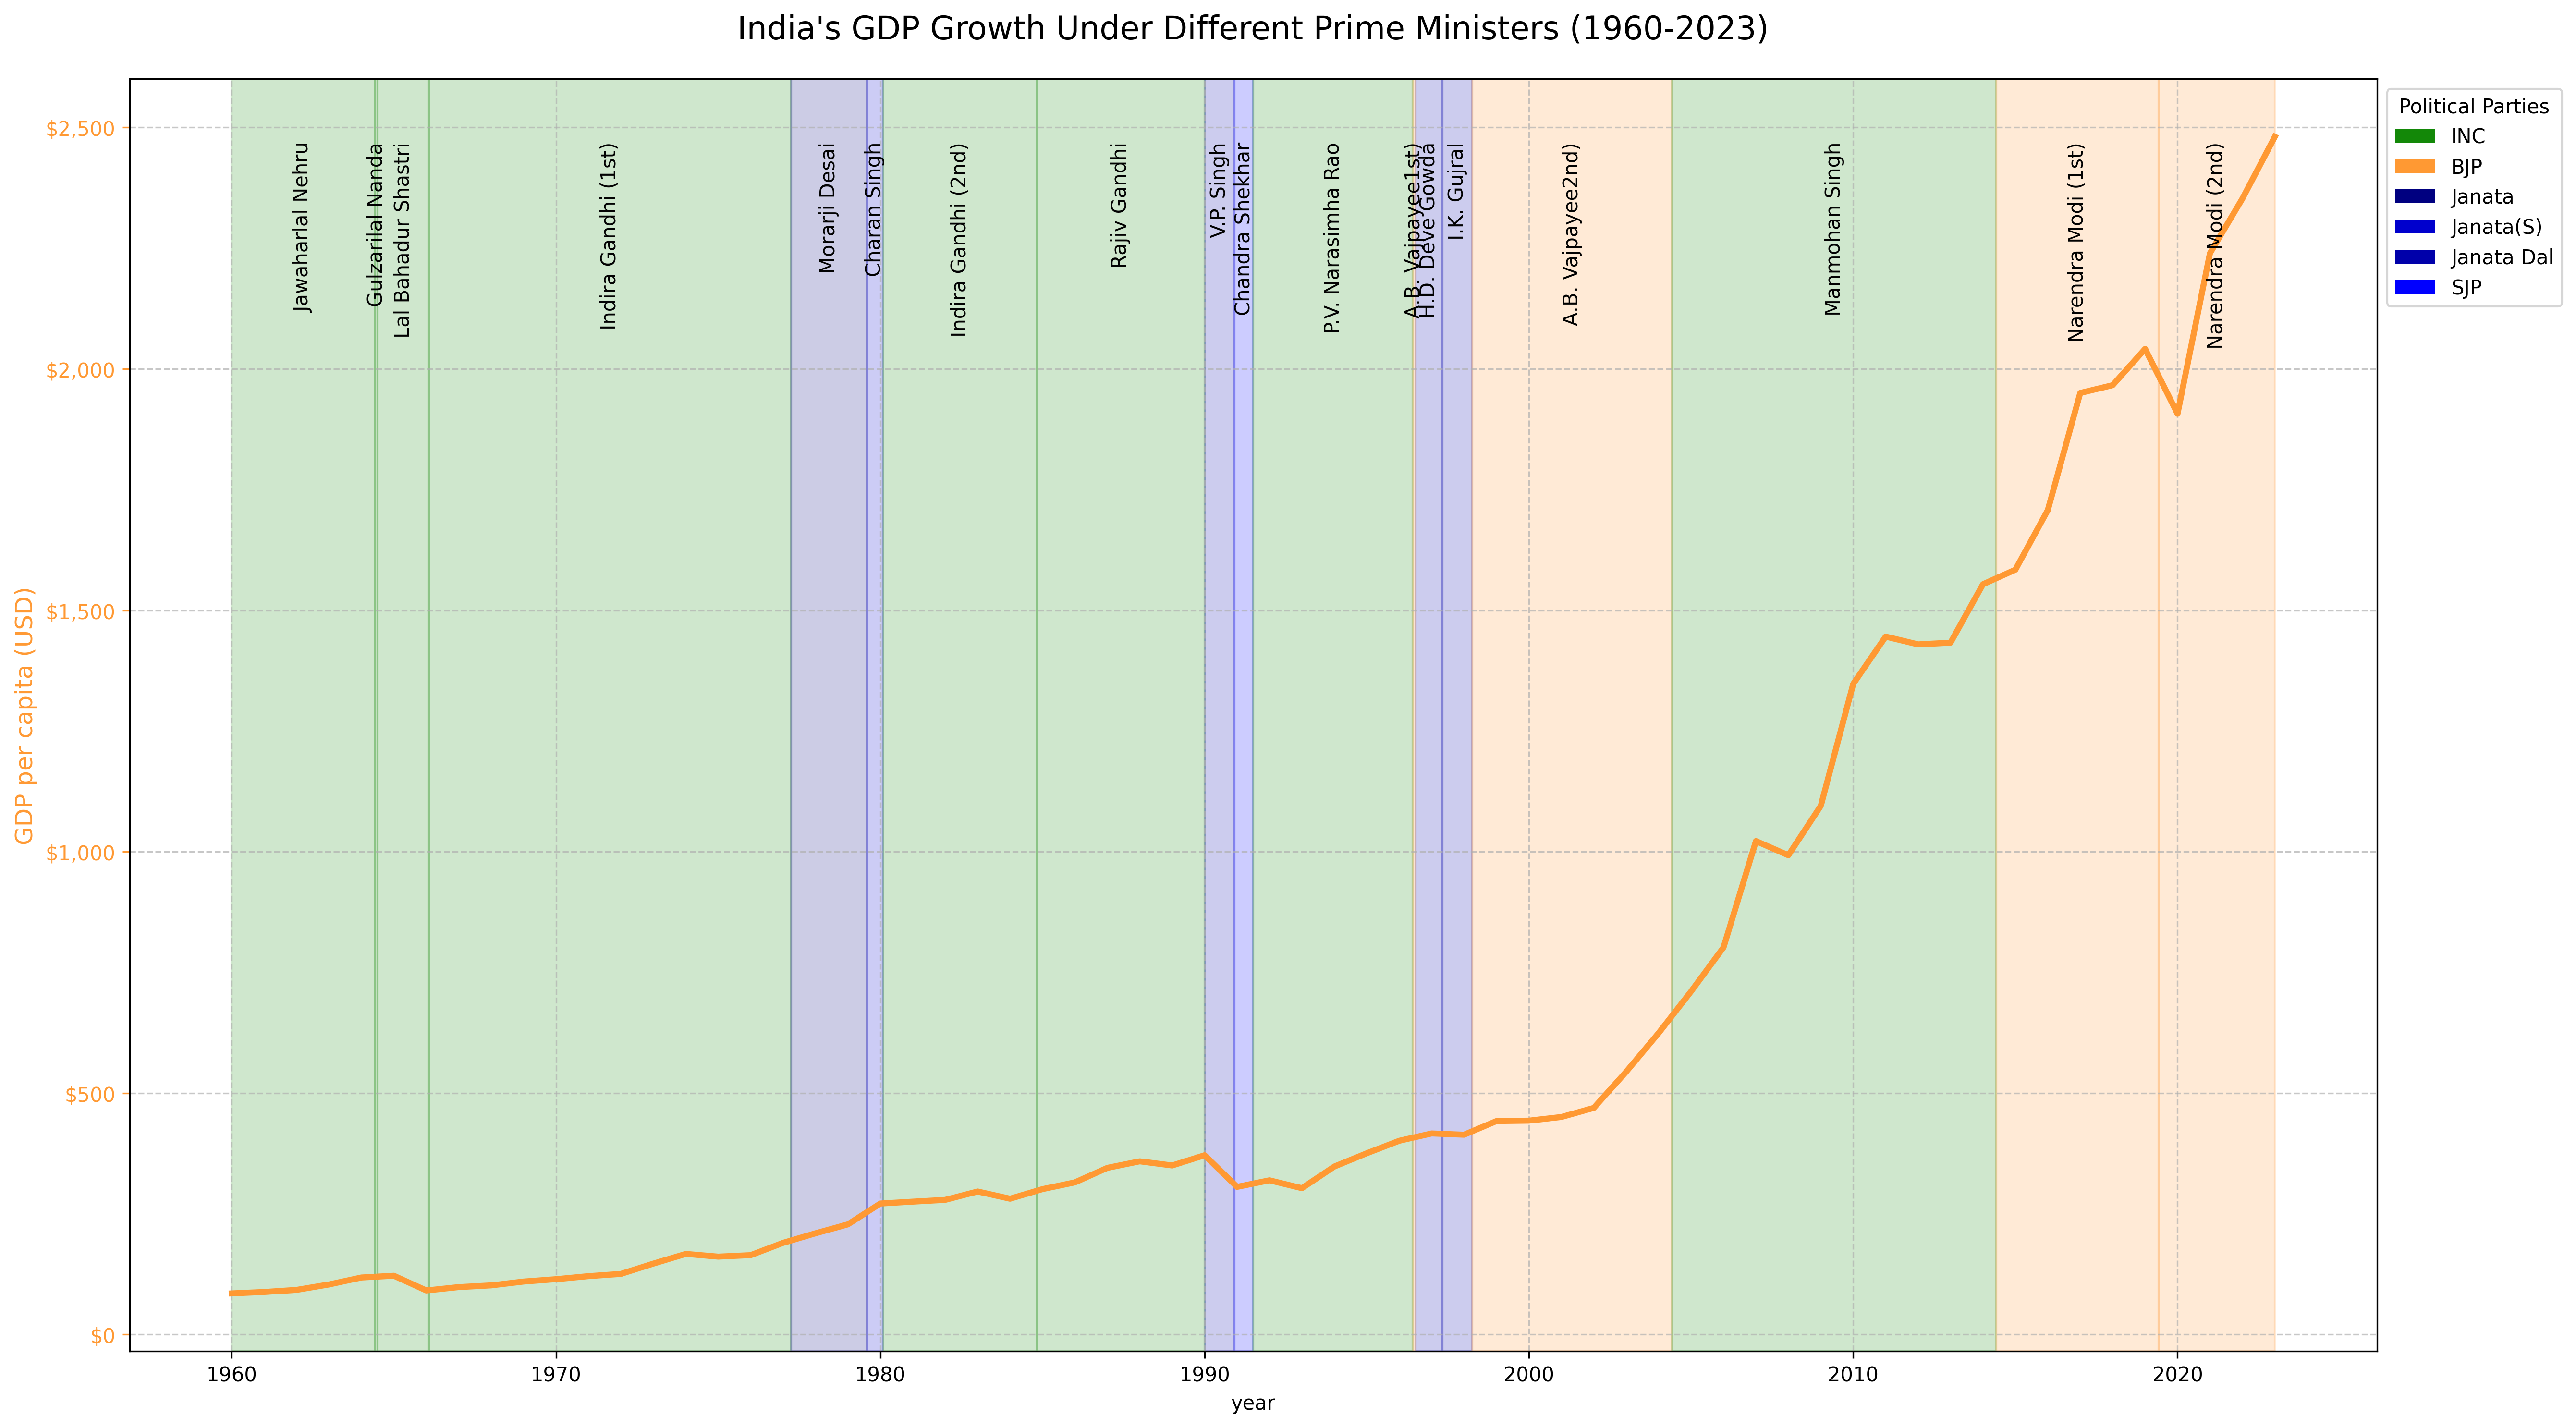 India's GDP Growth Under Different Prime Ministers (1960-2023)
GDP per capita (USD)
$2,500
$2,000
$1,500
$1,000
$500
$0
Jawaharlal Nehru
Gulzarilal Nanda
Lal Bahadur Shastri
Indira Gandhi (1st)
Morarji Desai
Charan Singh
Indira Gandhi (2nd)
Rajiv Gandhi
V.P. Singh
Chandra Shekhar
P.V. Narasimha Rao
A.B. Vajpayee1st)
H.D. Deve Gowda
I.K. Gujral
A.B. Vajpayee2nd)
Manmohan Singh
Narendra Modi (1st)
Narendra Modi (2nd)
Political Parties
INC
BJP
Janata
Janata(S)
Janata Dal
SJP
1960
1970
1980
1990
2000
2010
2020
year